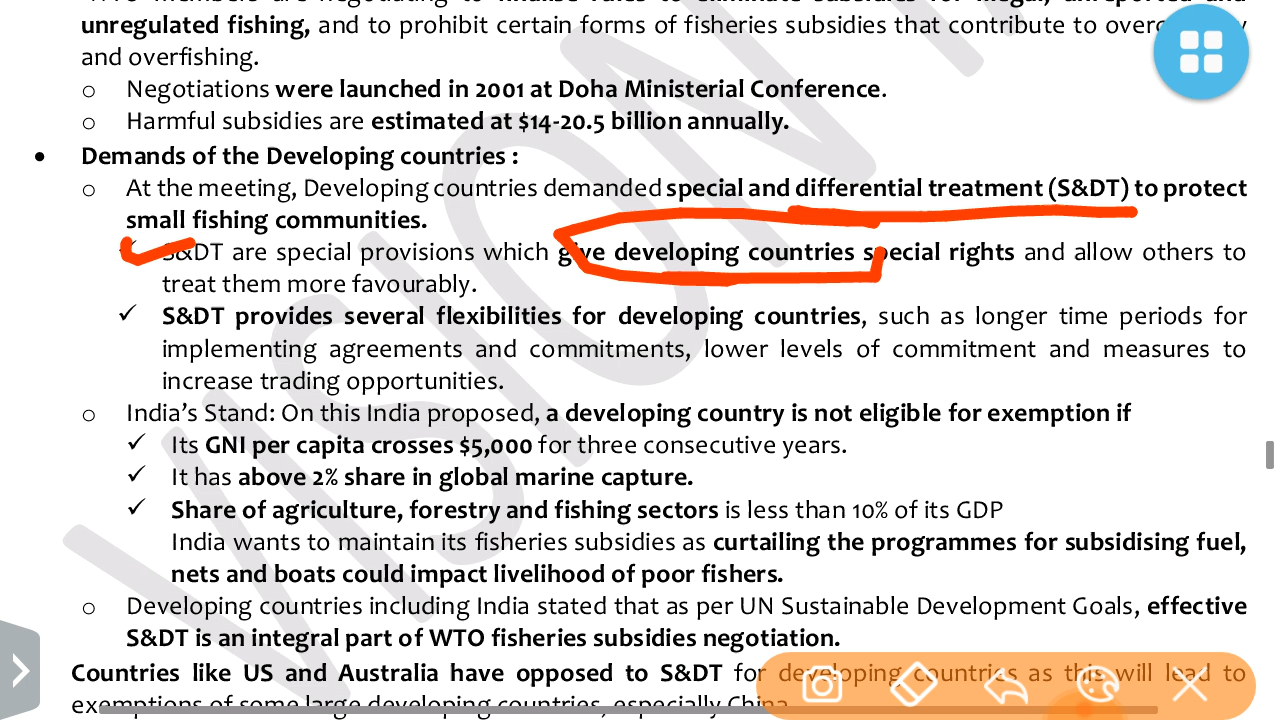 unregulated fishing, and to prohibit certain forms of fisheries subsidies that contribute to
and overfishing.
o Negotiations were launched in 2001 at Doha Ministerial Conference.
o Harmful subsidies are estimated at $14-20.5 billion annually.
• Demands of the Developing countries :
o At the meeting, Developing countries demanded special and differential treatment (S&DT) to protect
small fishing communities.
✓ S&DT are special provisions which give developing countries special rights and allow others to
treat them more favourably.
✓ S&DT provides several flexibilities for developing countries, such as longer time periods for
implementing agreements and commitments, lower levels of commitment and measures to
increase trading opportunities.
o India's Stand: On this India proposed, a developing country is not eligible for exemption if
✓ Its GNI per capita crosses $5,000 for three consecutive years.
✓ It has above 2% share in global marine capture.
✓ Share of agriculture, forestry and fishing sectors is less than 10% of its GDP
India wants to maintain its fisheries subsidies as curtailing the programmes for subsidising fuel,
nets and boats could impact livelihood of poor fishers.
o Developing countries including India stated that as per UN Sustainable Development Goals, effective
S&DT is an integral part of WTO fisheries subsidies negotiation.
Countries like US and Australia have opposed to S&DT for developing countries as this will lead to
exemptions of some large developing countries, especially China
VISION